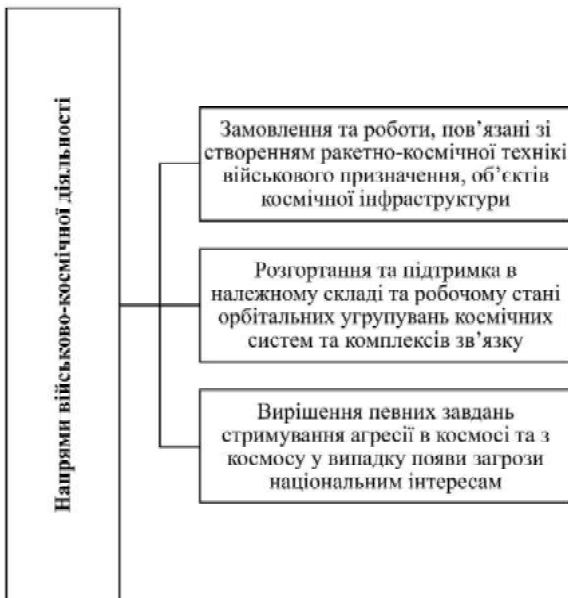 Напрями військово-космічної діяльності
Замовлення та роботи, пов’язані зі
створенням ракетно-космічної технікі
військового призначення, об’єктів
космічної інфраструктури
Розгортання та підтримка в
належному складі та робочому стані
орбітальних угрупувань космічних
систем та комплексів зв’язку
Вирішення певних завдань
стримування агресії в космосі та з
космосу у випадку появи загрози
національним інтересам